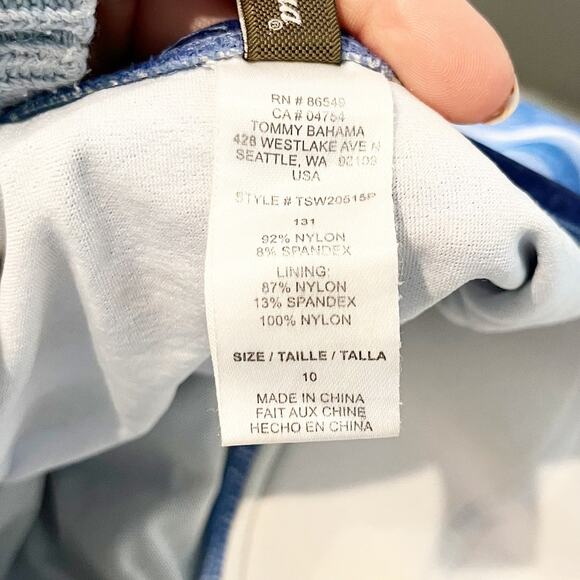 RN # 86549
CA # 04754
TOMMY BAHAMA
428 WESTLAKE AVE N
SEATTLE, WA 98109
USA
STYLE # TSW20515P
131
92% NYLON
8% SPANDEX
LINING:
87% NYLON
13% SPANDEX
100% NYLON
SIZE / TAILLE / TALLA
10
MADE IN CHINA
FAIT AUX CHINE
HECHO EN CHINA